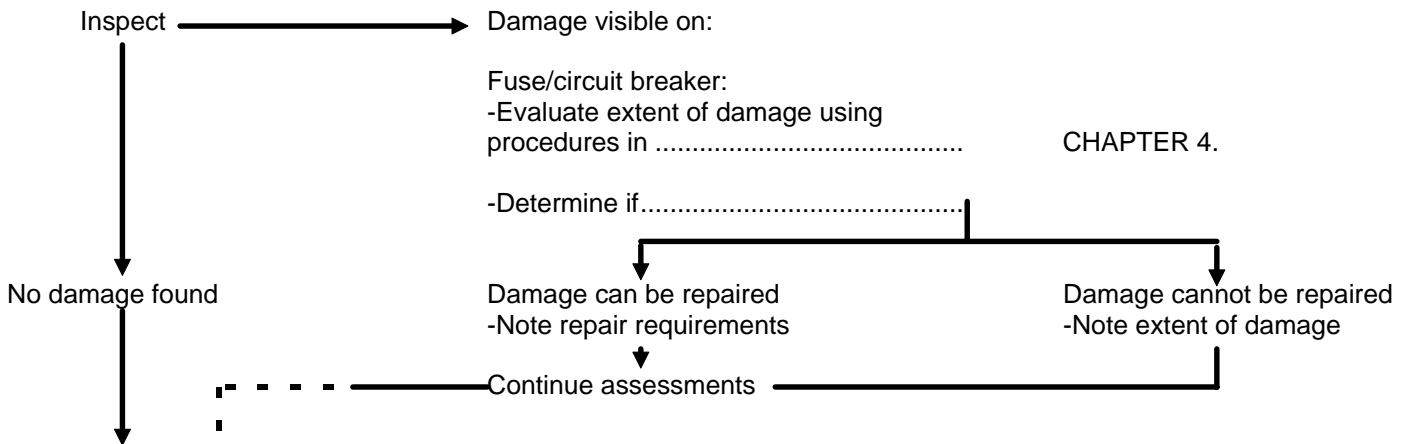 Inspect
Damage visible on:
Fuse/circuit breaker:
-Evaluate extent of damage using
procedures in .......................................... CHAPTER 4.
-Determine if............................................
No damage found
Damage can be repaired
-Note repair requirements
Damage cannot be repaired
-Note extent of damage
Continue assessments